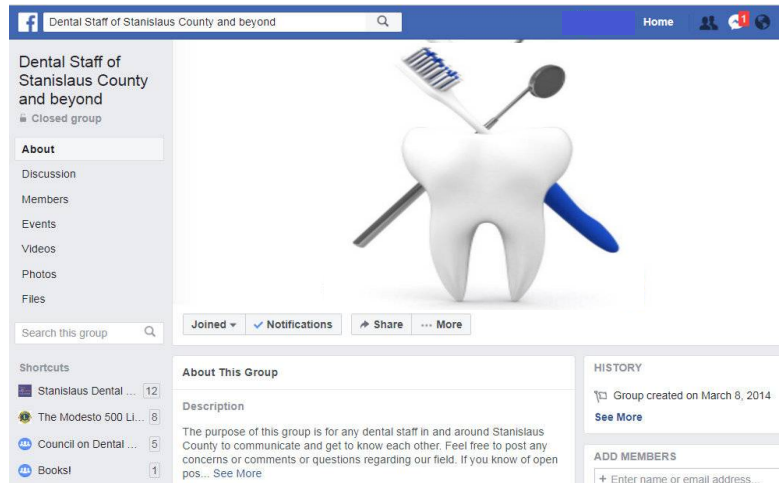 f
Dental Staff of Stanislaus County and beyond
Home
1
Dental Staff of
Stanislaus County
and beyond
Closed group
About
Discussion
Members
Events
Videos
Photos
Files
Search this group
Shortcuts
Stanislaus Dental ... 12
The Modesto 500 Li... 8
Council on Dental ... 5
Books! 1
Joined Notifications Share ... More
About This Group
Description
The purpose of this group is for any dental staff in and around Stanislaus
County to communicate and get to know each other. Feel free to post any
concerns or comments or questions regarding our field. If you know of open
pos... See More
HISTORY
Group created on March 8, 2014
See More
ADD MEMBERS
+ Enter name or email address...